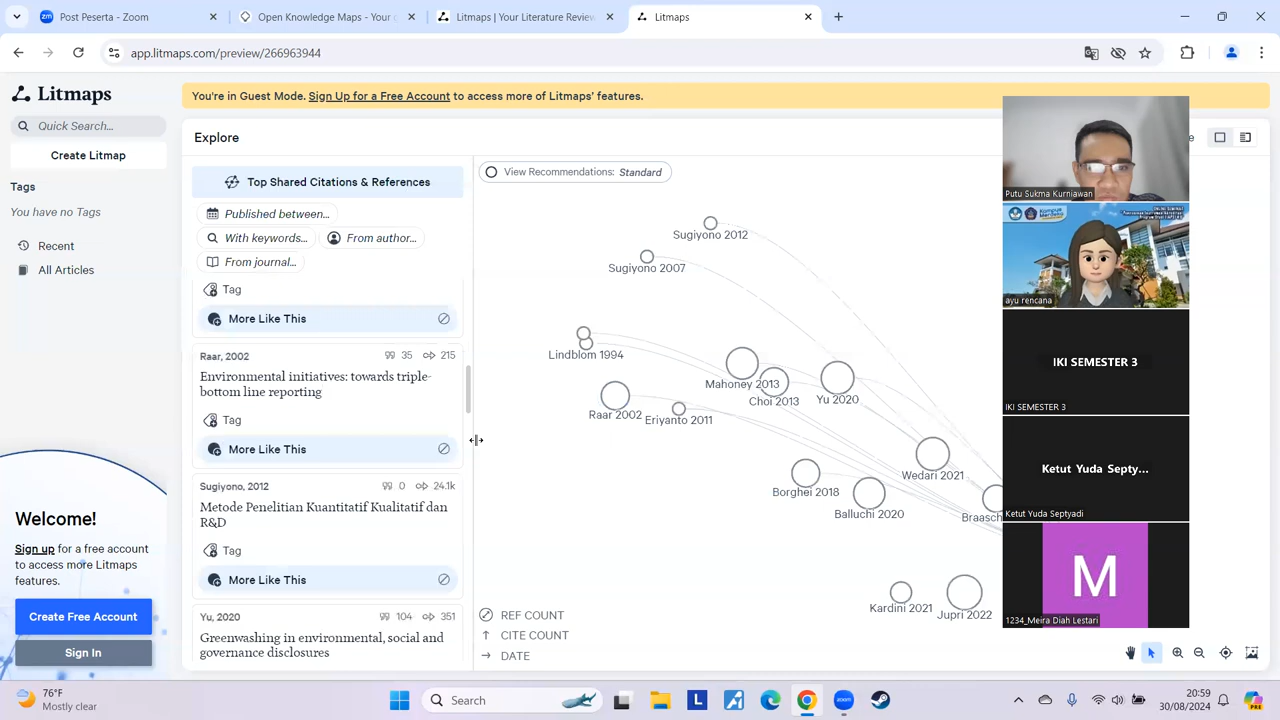 Post Peserta - Zoom
Open Knowledge Maps - Your g
Litmaps | Your Literature Review
Litmaps
app.litmaps.com/preview/266963944
Litmaps
You're in Guest Mode. Sign Up for a Free Account to access more of Litmaps' features.
Quick Search...
Create Litmap
Tags
You have no Tags
Recent
All Articles
Welcome!
Sign up for a free account
to access more Litmaps
features.
Create Free Account
Sign In
Explore
Top Shared Citations & References
Published between...
With keywords...
From author...
From journal...
Tag
More Like This
Raar, 2002
35
215
Environmental initiatives: towards triple-
bottom line reporting
Tag
More Like This
Sugiyono, 2012
0
24.1k
Metode Penelitian Kuantitatif Kualitatif dan
R&D
Tag
More Like This
Yu, 2020
104
351
Greenwashing in environmental, social and
governance disclosures
View Recommendations: Standard
Sugiyono 2012
Sugiyono 2007
Lindblom 1994
Mahoney 2013
Choi 2013
Yu 2020
Raar 2002
Eriyanto 2011
Wedari 2021
Borghei 2018
Balluchi 2020
Braasch
Kardini 2021
Jupri 2022
REF COUNT
CITE COUNT
DATE
Putu Sukma Kurniawan
ayu rencana
IKI SEMESTER 3
IKI SEMESTER 3
Ketut Yuda Septy...
Ketut Yuda Septyadi
M
1234_Meira Diah Lestari
76°F
Mostly clear
Search
20:59
30/08/2024